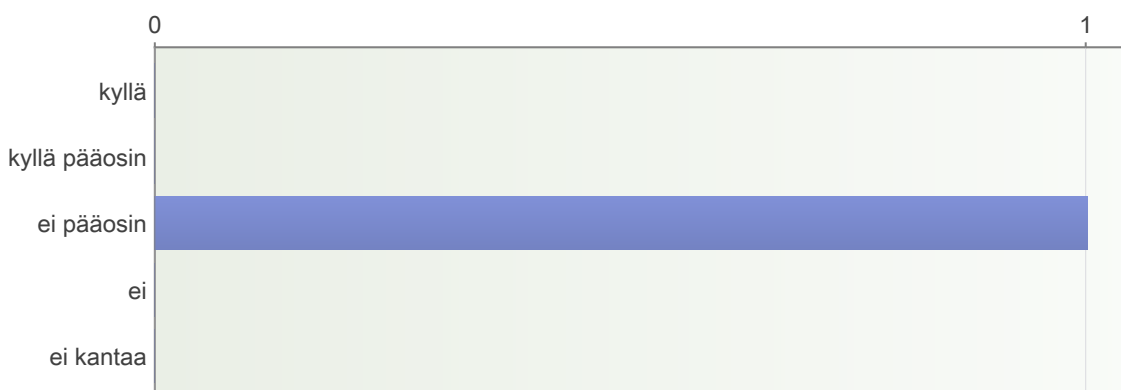 0 1
kyllä
kyllä pääosin
ei pääosin
ei
ei kantaa